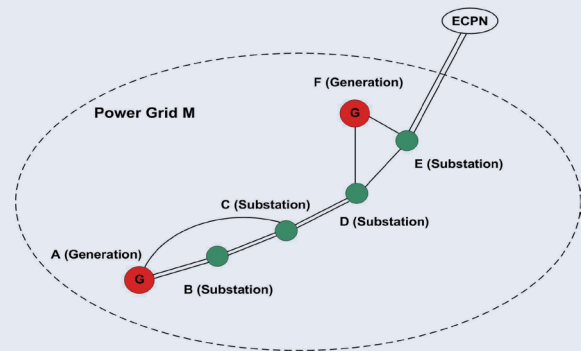 ECPN
F (Generation)
G
Power Grid M
E (Substation)
C (Substation)
D (Substation)
A (Generation)
G
B (Substation)